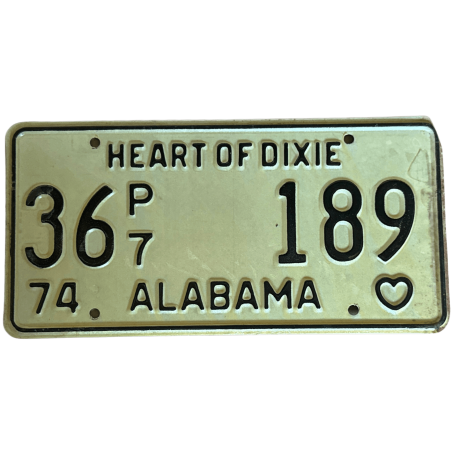 HEART OF DIXIE
36 P/7 189
74 ALABAMA